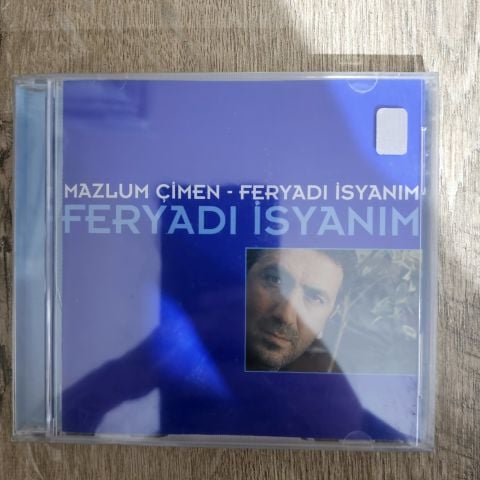 MAZLUM ÇİMEN - FERYADI İSYANIM
FERYADI İSYANIM